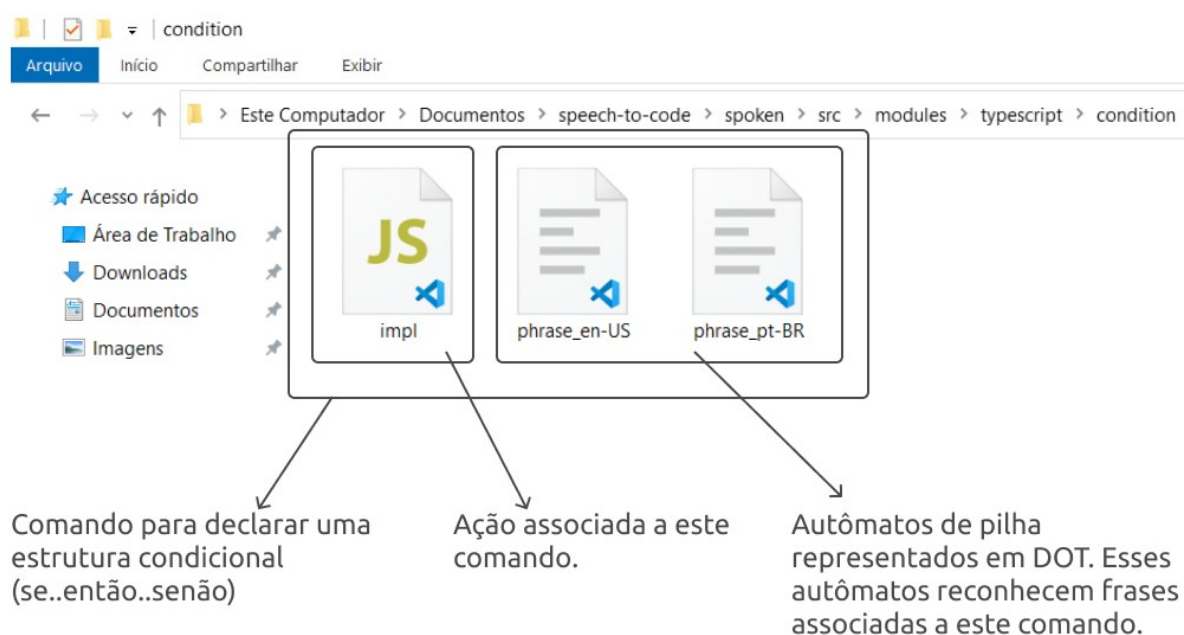 condition
Arquivo Início Compartilhar Exibir
Este Computador > Documentos > speech-to-code > spoken > src > modules > typescript > condition
Acesso rápido
Área de Trabalho
Downloads
Documentos
Imagens
JS
impl
phrase_en-US
phrase_pt-BR
Comando para declarar uma
estrutura condicional
(se..então..senão)
Ação associada a este
comando.
Autômatos de pilha
representados em DOT. Esses
autômatos reconhecem frases
associadas a este comando.